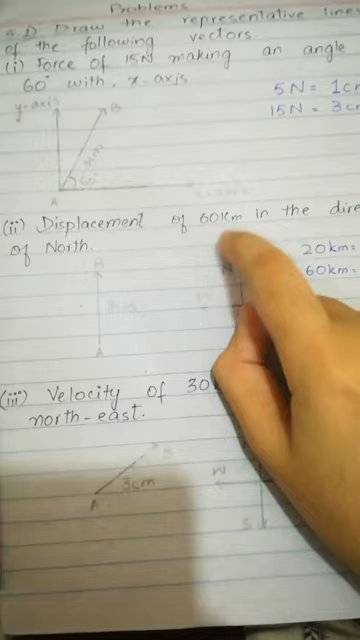 Problems
5.1) Draw the representative lines
of the following vectors
(i) Force of 15N making an angle
60° with x-axis
5N = 1c
15N = 3c
y-axis
B
3cm
60°
A
(ii) Displacement of 60Km in the dire
of North.
20km =
60km =
B
N
W
A
(iii) Velocity of 30
north-east.
B
3cm
A
W
S